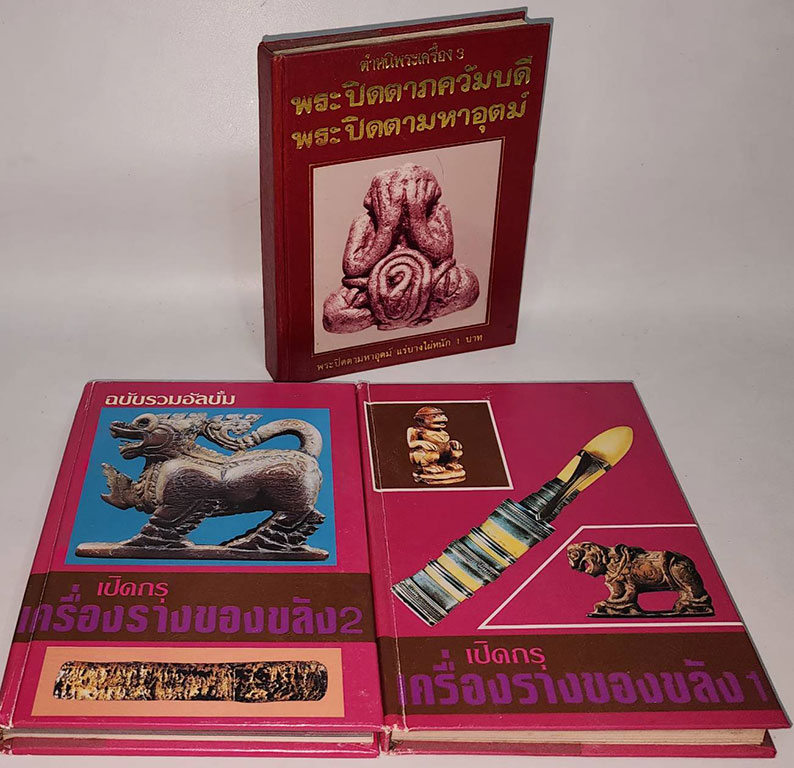 ตำหนิพระเครื่อง 3
พระปิดตาภควัมบดี
พระปิดตามหาอุตม์
พระปิดตามหาอุตม์ แร่บางไผ่หนัก 1 บาท
ฉบับรวมอัลบั้ม
เปิดกรุ
เครื่องรางของขลัง2
เปิดกรุ
เครื่องรางของขลัง1